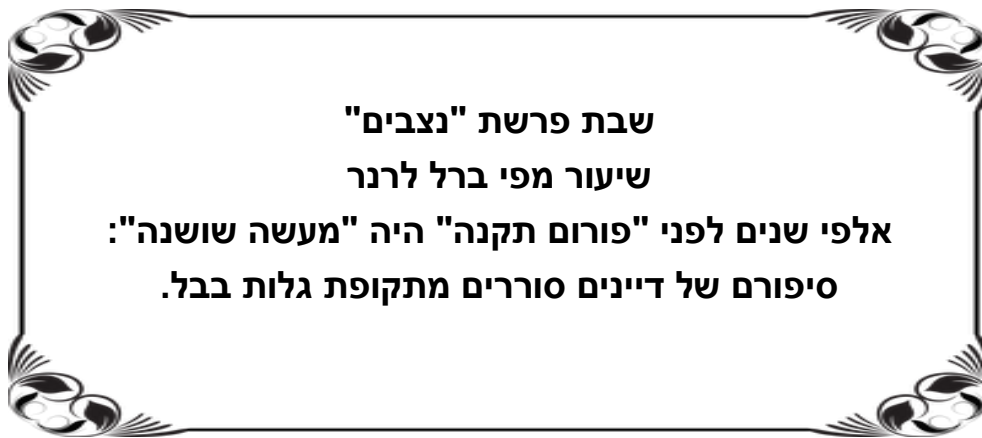 שבת פרשת "נצבים"
שיעור מפי ברל לרנר
אלפי שנים לפני "פורום תקנה" היה "מעשה שושנה":
סיפורם של דיינים סוררים מתקופת גלות בבל.